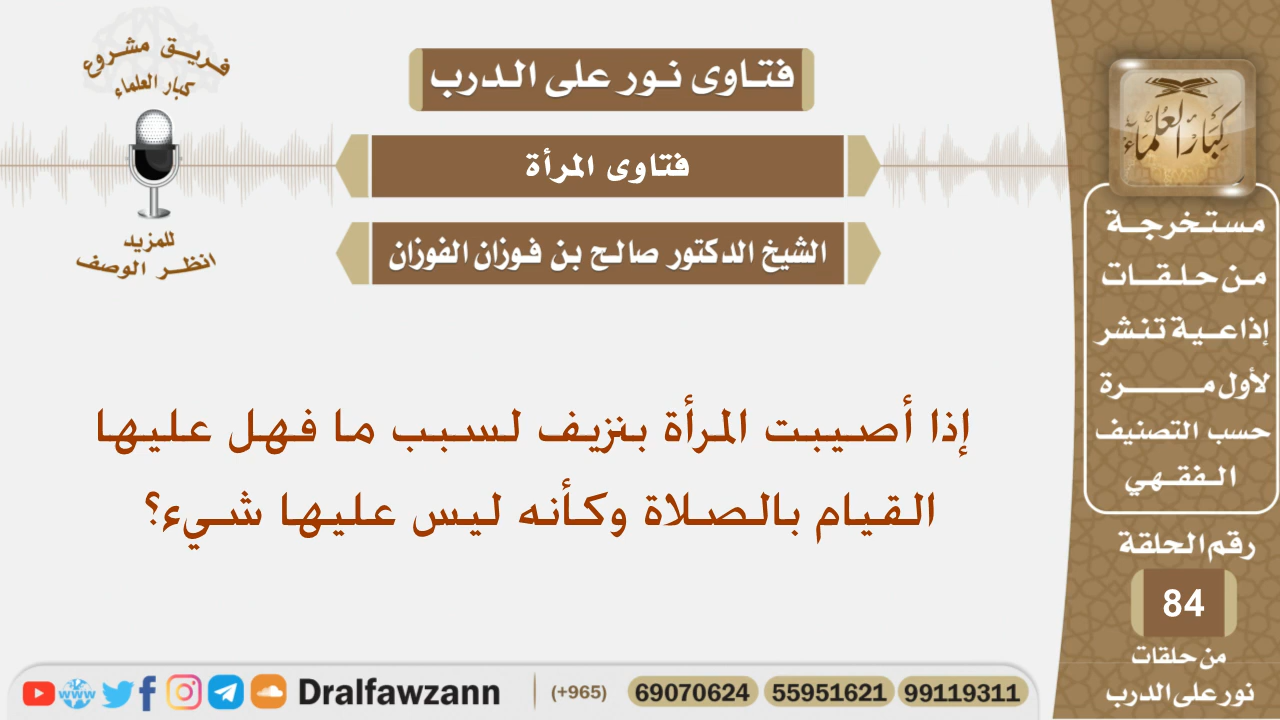 فريق مشروع
كبار العلماء
للمزيد
انظر الوصف
فتاوى نور على الدرب
فتاوى المرأة
الشيخ الدكتور صالح بن فوزان الفوزان
إذا أصيبت المرأة بنزيف لسبب ما فهل عليها
القيام بالصلاة وكأنه ليس عليها شيء؟
كبار العلماء
مستخرجة
من حلقات
إذاعية تنشر
لأول مرة
حسب التصنيف
الفقهي
رقم الحلقة
84
من حلقات
نور على الدرب
www Dralfawzann (+965) 69070624 55951621 99119311